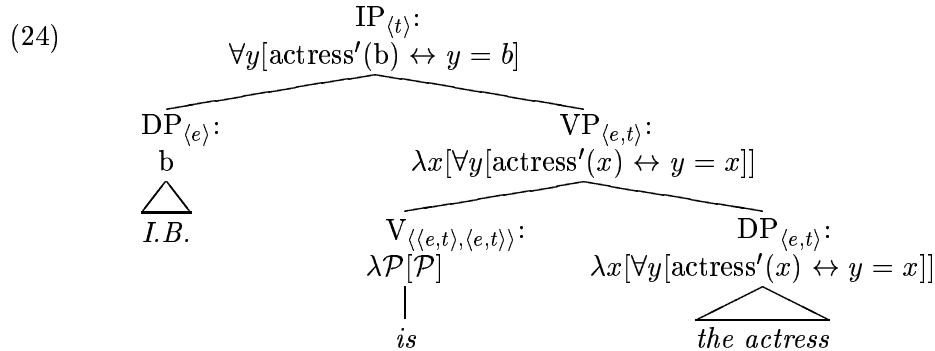 (24)
IP⟨t⟩:
∀y[actress′(b) ↔ y = b]
DP⟨e⟩:
VP⟨e,t⟩:
b
λx[∀y[actress′(x) ↔ y = x]]
I.B.
V⟨⟨e,t⟩,⟨e,t⟩⟩:
DP⟨e,t⟩:
λ𝒫[𝒫]
λx[∀y[actress′(x) ↔ y = x]]
is
the actress